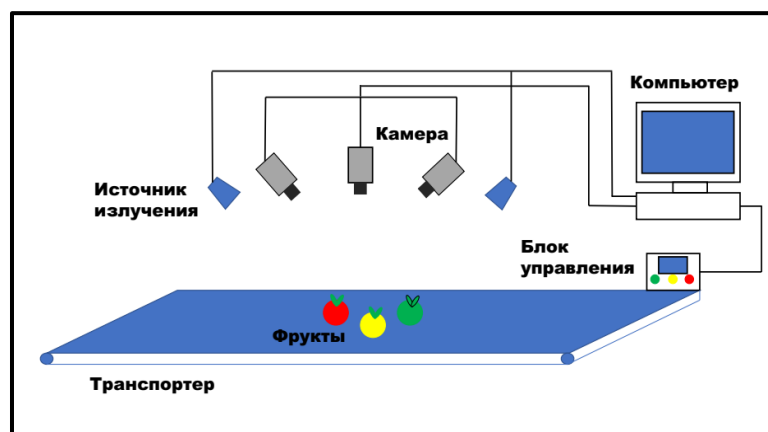 Компьютер
Камера
Источник
излучения
Блок
управления
Фрукты
Транспортер